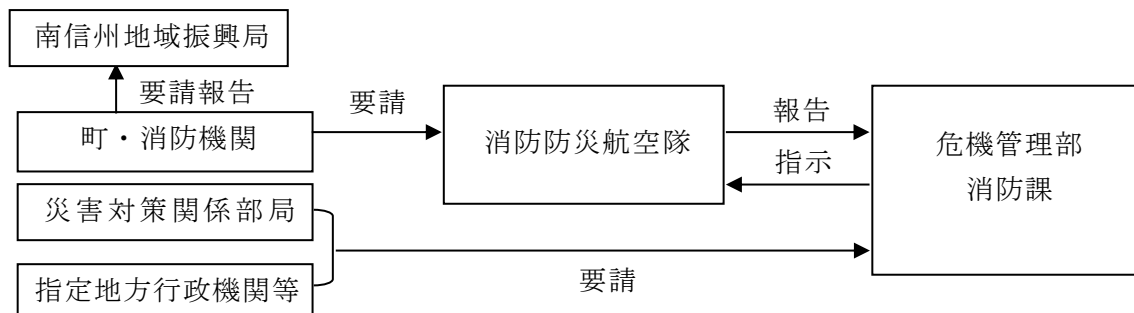 南信州地域振興局
要請報告
町・消防機関
要請
消防防災航空隊
報告
指示
危機管理部
消防課
災害対策関係部局
指定地方行政機関等
要請